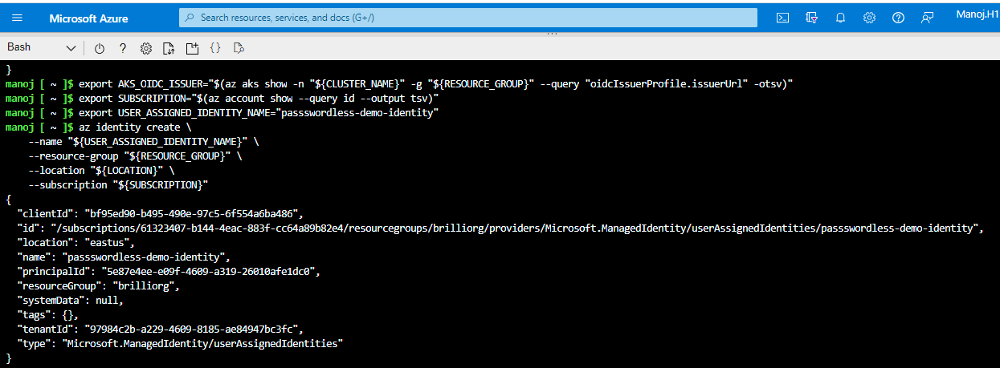 Microsoft Azure
Search resources, services, and docs (G+/)
Manoj.H1
Bash
}
manoj [ ~ ]$ export AKS_OIDC_ISSUER="$(az aks show -n "${CLUSTER_NAME}" -g "${RESOURCE_GROUP}" --query "oidcIssuerProfile.issuerUrl" -otsv)"
manoj [ ~ ]$ export SUBSCRIPTION="$(az account show --query id --output tsv)"
manoj [ ~ ]$ export USER_ASSIGNED_IDENTITY_NAME="passswordless-demo-identity"
manoj [ ~ ]$ az identity create \
    --name "${USER_ASSIGNED_IDENTITY_NAME}" \
    --resource-group "${RESOURCE_GROUP}" \
    --location "${LOCATION}" \
    --subscription "${SUBSCRIPTION}"
{
  "clientId": "bf95ed90-b495-490e-97c5-6f554a6ba486",
  "id": "/subscriptions/61323407-b144-4eac-883f-cc64a89b82e4/resourcegroups/brilliorg/providers/Microsoft.ManagedIdentity/userAssignedIdentities/passswordless-demo-identity",
  "location": "eastus",
  "name": "passswordless-demo-identity",
  "principalId": "5e87e4ee-e09f-4609-a319-26010afe1dc0",
  "resourceGroup": "brilliorg",
  "systemData": null,
  "tags": {},
  "tenantId": "97984c2b-a229-4609-8185-ae84947bc3fc",
  "type": "Microsoft.ManagedIdentity/userAssignedIdentities"
}